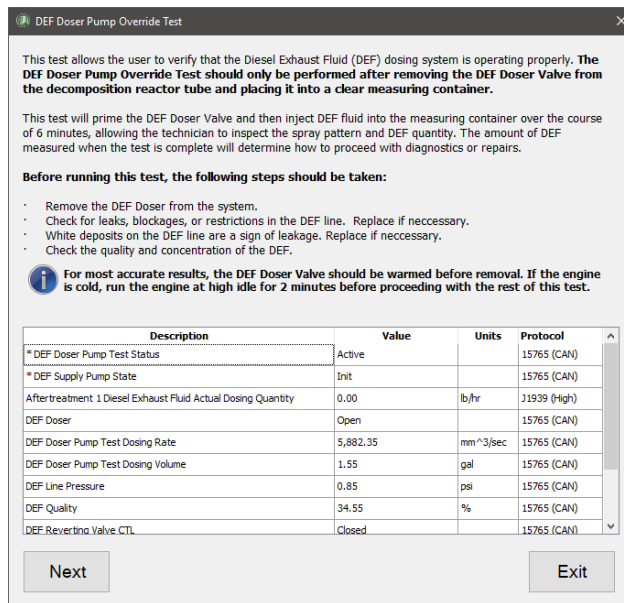 DEF Doser Pump Override Test
This test allows the user to verify that the Diesel Exhaust Fluid (DEF) dosing system is operating properly. The
DEF Doser Pump Override Test should only be performed after removing the DEF Doser Valve from
the decomposition reactor tube and placing it into a clear measuring container.
This test will prime the DEF Doser Valve and then inject DEF fluid into the measuring container over the course
of 6 minutes, allowing the technician to inspect the spray pattern and DEF quantity. The amount of DEF
measured when the test is complete will determine how to proceed with diagnostics or repairs.
Before running this test, the following steps should be taken:
· Remove the DEF Doser from the system.
· Check for leaks, blockages, or restrictions in the DEF line. Replace if neccessary.
· White deposits on the DEF line are a sign of leakage. Replace if neccessary.
· Check the quality and concentration of the DEF.
For most accurate results, the DEF Doser Valve should be warmed before removal. If the engine
is cold, run the engine at high idle for 2 minutes before proceeding with the rest of this test.
Description Value Units Protocol
* DEF Doser Pump Test Status Active 15765 (CAN)
* DEF Supply Pump State Init 15765 (CAN)
Aftertreatment 1 Diesel Exhaust Fluid Actual Dosing Quantity 0.00 lb/hr J1939 (High)
DEF Doser Open 15765 (CAN)
DEF Doser Pump Test Dosing Rate 5,882.35 mm^3/sec 15765 (CAN)
DEF Doser Pump Test Dosing Volume 1.55 gal 15765 (CAN)
DEF Line Pressure 0.85 psi 15765 (CAN)
DEF Quality 34.55 % 15765 (CAN)
DEF Reverting Valve CTL Closed 15765 (CAN)
Next Exit